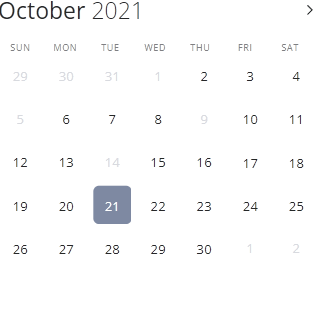 October 2021
SUN MON TUE WED THU FRI SAT
29 30 31 1 2 3 4
5 6 7 8 9 10 11
12 13 14 15 16 17 18
19 20 21 22 23 24 25
26 27 28 29 30 1 2